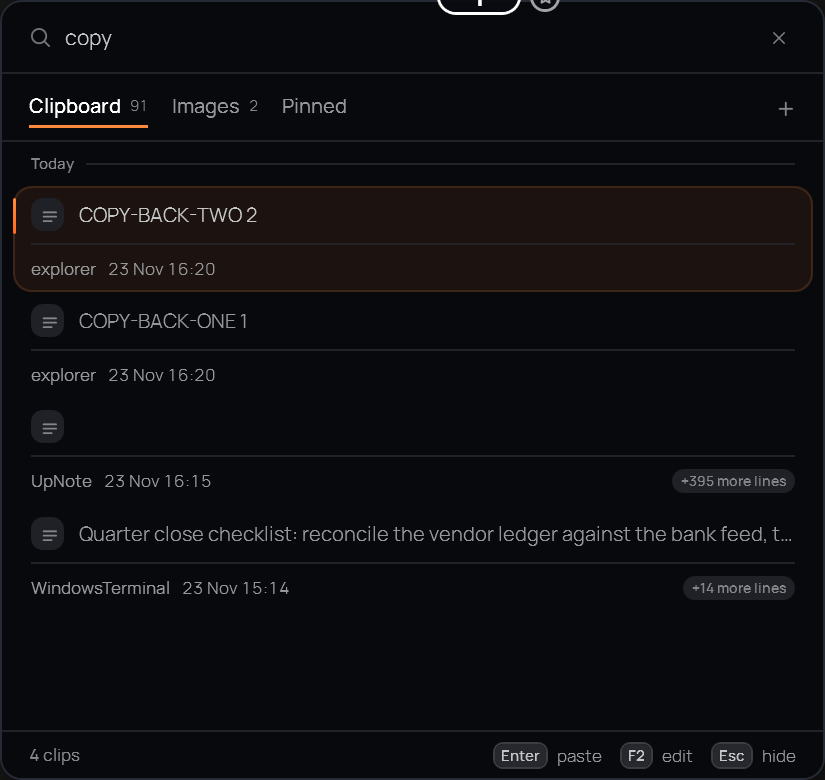 copy
Clipboard 91 Images 2 Pinned
Today
COPY-BACK-TWO 2
explorer 23 Nov 16:20
COPY-BACK-ONE 1
explorer 23 Nov 16:20
UpNote 23 Nov 16:15 +395 more lines
Quarter close checklist: reconcile the vendor ledger against the bank feed, t...
WindowsTerminal 23 Nov 15:14 +14 more lines
4 clips Enter paste F2 edit Esc hide